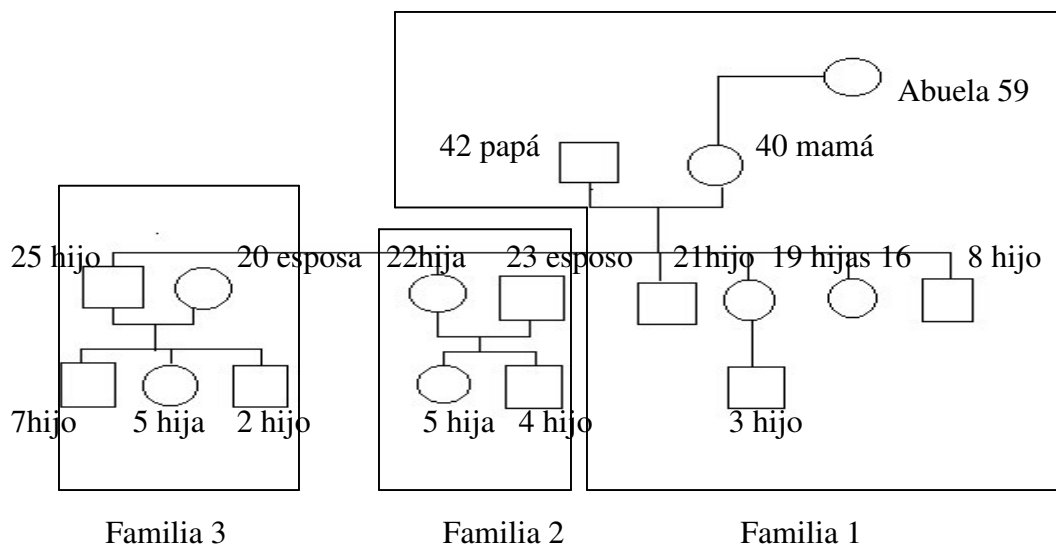 Abuela 59
42 papá 40 mamá
25 hijo 20 esposa 22hija 23 esposo 21hijo 19 hijas 16 8 hijo
7hijo 5 hija 2 hijo 5 hija 4 hijo 3 hijo
Familia 3 Familia 2 Familia 1